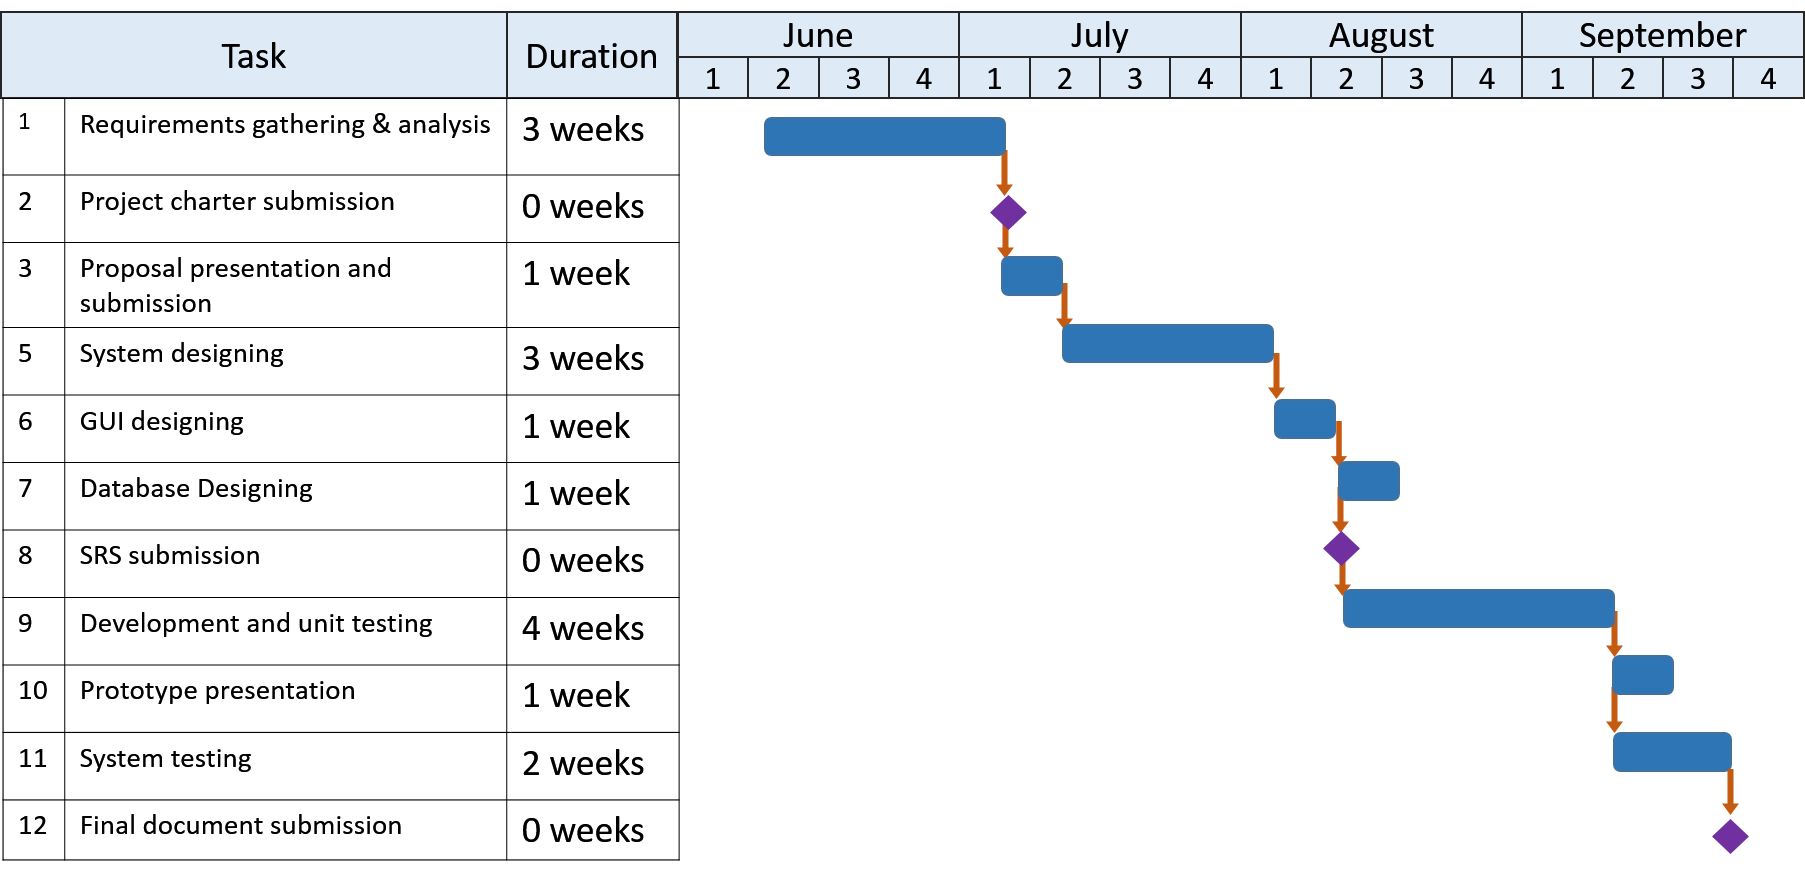 Task Duration June July August September
1 2 3 4 1 2 3 4 1 2 3 4 1 2 3 4
1 Requirements gathering & analysis 3 weeks
2 Project charter submission 0 weeks
3 Proposal presentation and 1 week
submission
5 System designing 3 weeks
6 GUI designing 1 week
7 Database Designing 1 week
8 SRS submission 0 weeks
9 Development and unit testing 4 weeks
10 Prototype presentation 1 week
11 System testing 2 weeks
12 Final document submission 0 weeks